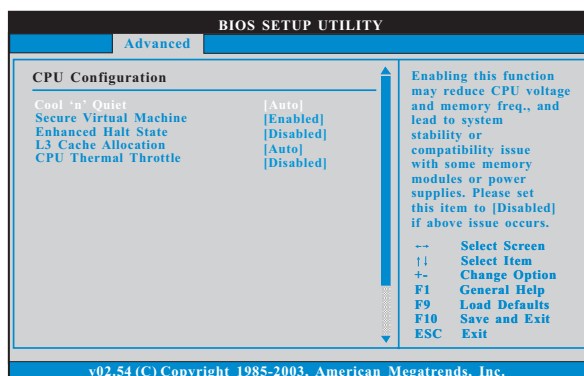 BIOS SETUP UTILITY
Advanced
CPU Configuration
Cool ‘n’ Quiet [Auto]
Secure Virtual Machine [Enabled]
Enhanced Halt State [Disabled]
L3 Cache Allocation [Auto]
CPU Thermal Throttle [Disabled]
Enabling this function
may reduce CPU voltage
and memory freq., and
lead to system
stability or
compatibility issue
with some memory
modules or power
supplies. Please set
this item to [Disabled]
if above issue occurs.
←→ Select Screen
↑↓ Select Item
+- Change Option
F1 General Help
F9 Load Defaults
F10 Save and Exit
ESC Exit
v02.54 (C) Copyright 1985-2003, American Megatrends, Inc.